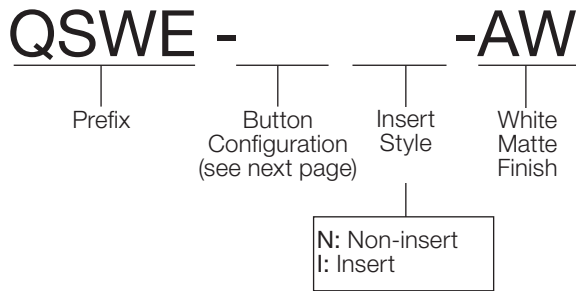 QSWE - -AW
Prefix
Button
Configuration
(see next page)
Insert
Style
White
Matte
Finish
N: Non-insert
I: Insert